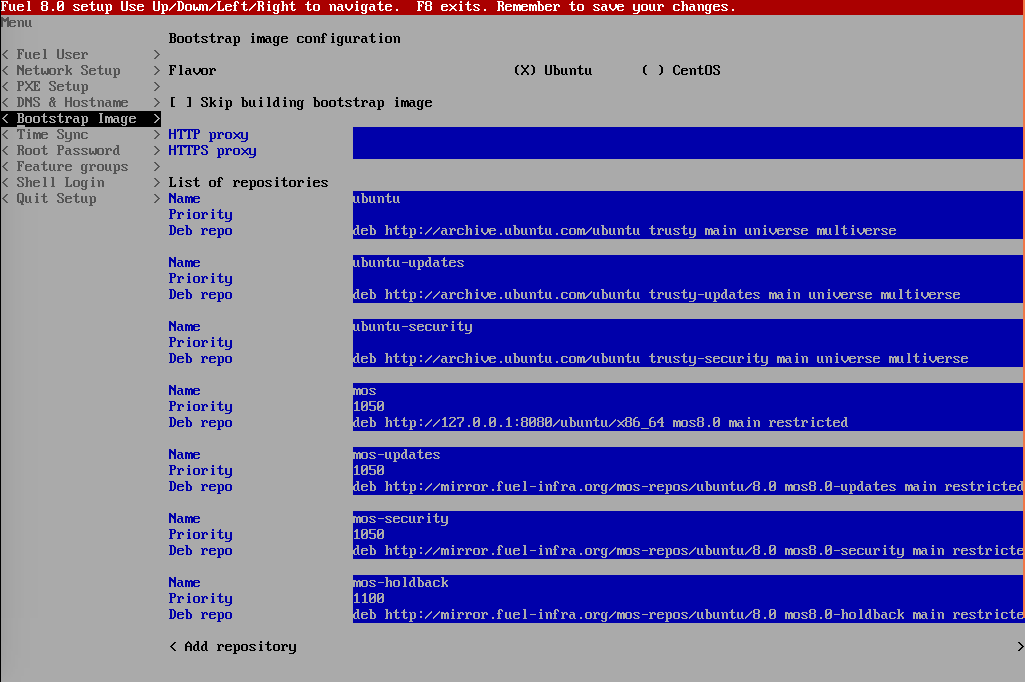 Fuel 8.0 setup Use Up/Down/Left/Right to navigate.  F8 exits. Remember to save your changes.
Menu
Bootstrap image configuration
< Fuel User >
< Network Setup > Flavor (X) Ubuntu ( ) CentOS
< PXE Setup >
< DNS & Hostname > [ ] Skip building bootstrap image
< Bootstrap Image >
< Time Sync > HTTP proxy
< Root Password > HTTPS proxy
< Feature groups >
< Shell Login > List of repositories
< Quit Setup > Name ubuntu
Priority
Deb repo deb http://archive.ubuntu.com/ubuntu trusty main universe multiverse
Name ubuntu-updates
Priority
Deb repo deb http://archive.ubuntu.com/ubuntu trusty-updates main universe multiverse
Name ubuntu-security
Priority
Deb repo deb http://archive.ubuntu.com/ubuntu trusty-security main universe multiverse
Name mos
Priority 1050
Deb repo deb http://127.0.0.1:8080/ubuntu/x86_64 mos8.0 main restricted
Name mos-updates
Priority 1050
Deb repo deb http://mirror.fuel-infra.org/mos-repos/ubuntu/8.0 mos8.0-updates main restricted
Name mos-security
Priority 1050
Deb repo deb http://mirror.fuel-infra.org/mos-repos/ubuntu/8.0 mos8.0-security main restricte
Name mos-holdback
Priority 1100
Deb repo deb http://mirror.fuel-infra.org/mos-repos/ubuntu/8.0 mos8.0-holdback main restricte
< Add repository >